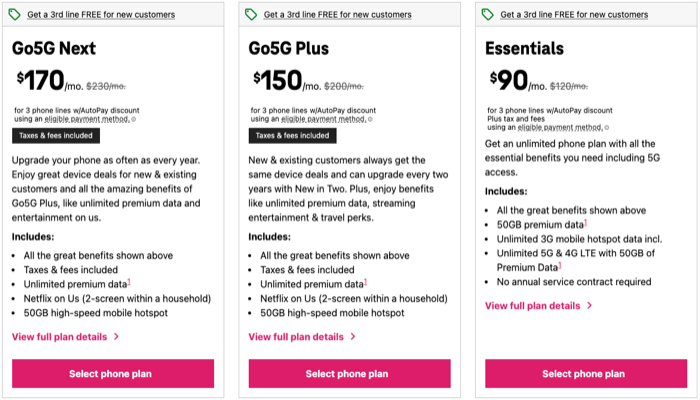 Get a 3rd line FREE for new customers
Go5G Next
$170/mo. $230/mo.
for 3 phone lines w/AutoPay discount
using an eligible payment method.
Taxes & fees included
Upgrade your phone as often as every year.
Enjoy great device deals for new & existing
customers and all the amazing benefits of
Go5G Plus, like unlimited premium data and
entertainment on us.
Includes:
• All the great benefits shown above
• Taxes & fees included
• Unlimited premium data1
• Netflix on Us (2-screen within a household)
• 50GB high-speed mobile hotspot
View full plan details >
Select phone plan
Get a 3rd line FREE for new customers
Go5G Plus
$150/mo. $200/mo.
for 3 phone lines w/AutoPay discount
using an eligible payment method.
Taxes & fees included
New & existing customers always get the
same device deals and can upgrade every two
years with New in Two. Plus, enjoy benefits
like unlimited premium data, streaming
entertainment & travel perks.
Includes:
• All the great benefits shown above
• Taxes & fees included
• Unlimited premium data1
• Netflix on Us (2-screen within a household)
• 50GB high-speed mobile hotspot
View full plan details >
Select phone plan
Get a 3rd line FREE for new customers
Essentials
$90/mo. $120/mo.
for 3 phone lines w/AutoPay discount
Plus tax and fees
using an eligible payment method.
Get an unlimited phone plan with all the
essential benefits you need including 5G
access.
Includes:
• All the great benefits shown above
• 50GB premium data1
• Unlimited 3G mobile hotspot data incl.
• Unlimited 5G & 4G LTE with 50GB of
Premium Data1
• No annual service contract required
View full plan details >
Select phone plan